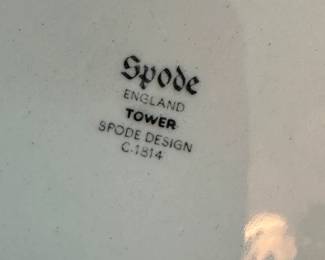 Spode
ENGLAND
TOWER
SPODE DESIGN
C.1814